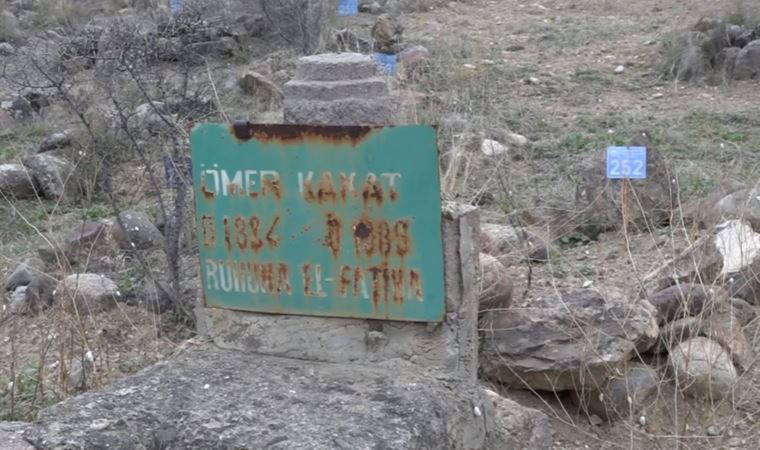 ÖMER KAKAT
D 1884 Ö 1989
RUHUNA EL-FATİHA
252